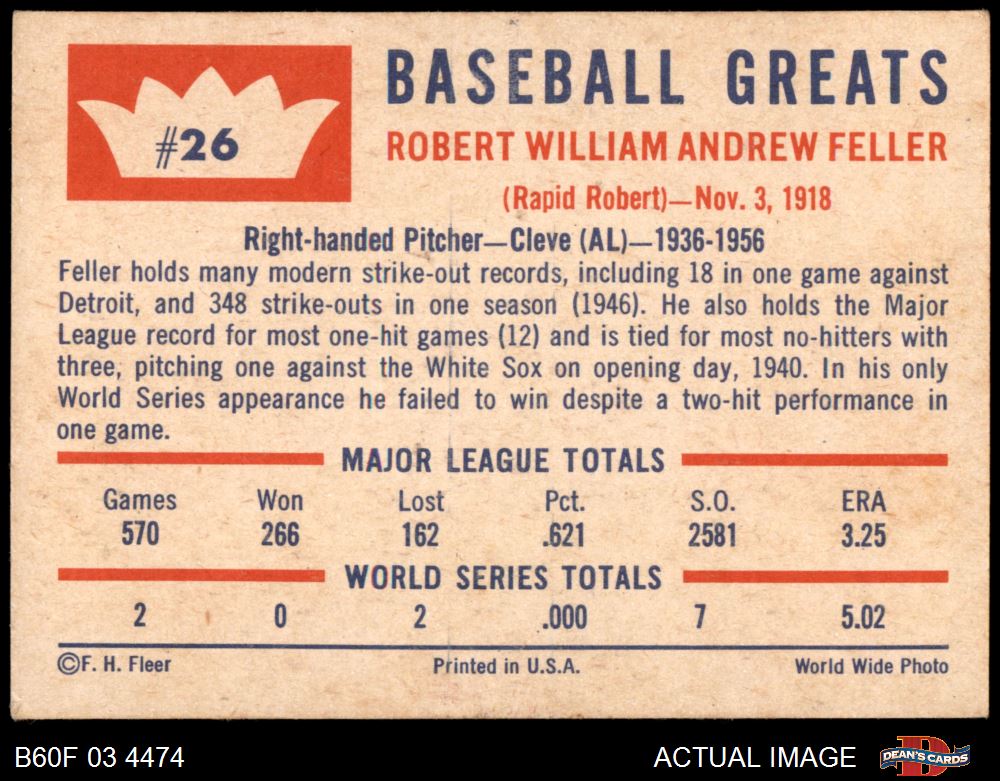 #26
BASEBALL GREATS
ROBERT WILLIAM ANDREW FELLER
(Rapid Robert)—Nov. 3, 1918
Right-handed Pitcher—Cleve (AL)—1936-1956
Feller holds many modern strike-out records, including 18 in one game against
Detroit, and 348 strike-outs in one season (1946). He also holds the Major
League record for most one-hit games (12) and is tied for most no-hitters with
three, pitching one against the White Sox on opening day, 1940. In his only
World Series appearance he failed to win despite a two-hit performance in
one game.
MAJOR LEAGUE TOTALS
Games Won Lost Pct. S.O. ERA
570 266 162 .621 2581 3.25
WORLD SERIES TOTALS
2 0 2 .000 7 5.02
©F. H. Fleer Printed in U.S.A. World Wide Photo
B60F 03 4474 ACTUAL IMAGE DEAN'S CARDS